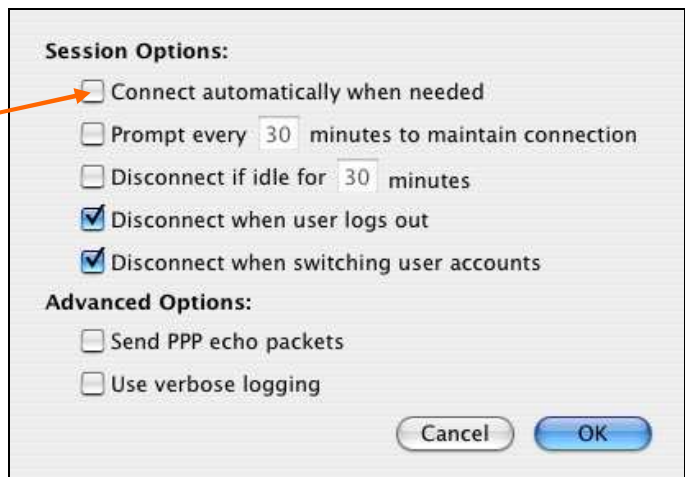 Session Options:
Connect automatically when needed
Prompt every 30 minutes to maintain connection
Disconnect if idle for 30 minutes
Disconnect when user logs out
Disconnect when switching user accounts
Advanced Options:
Send PPP echo packets
Use verbose logging
Cancel OK